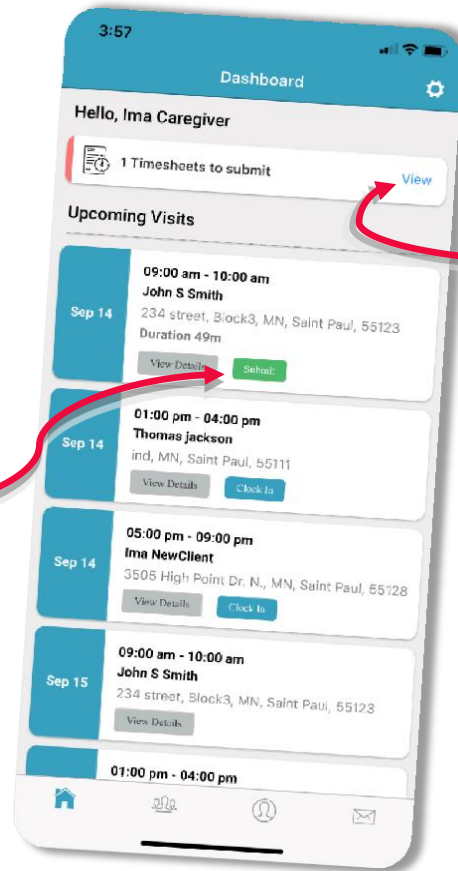 3:57
Dashboard
Hello, Ima Caregiver
1 Timesheets to submit
View
Upcoming Visits
Sep 14
09:00 am - 10:00 am
John S Smith
234 street, Block3, MN, Saint Paul, 55123
Duration 49m
View Details
Submit
Sep 14
01:00 pm - 04:00 pm
Thomas jackson
ind, MN, Saint Paul, 55111
View Details
Clock In
Sep 14
05:00 pm - 09:00 pm
Ima NewClient
3505 High Point Dr. N., MN, Saint Paul, 55128
View Details
Clock In
Sep 15
09:00 am - 10:00 am
John S Smith
234 street, Block3, MN, Saint Paul, 55123
View Details
01:00 pm - 04:00 pm